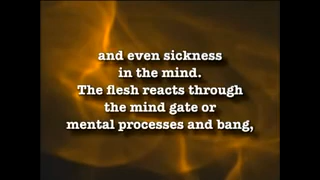 and even sickness
in the mind.
The flesh reacts through
the mind gate or
mental processes and bang,